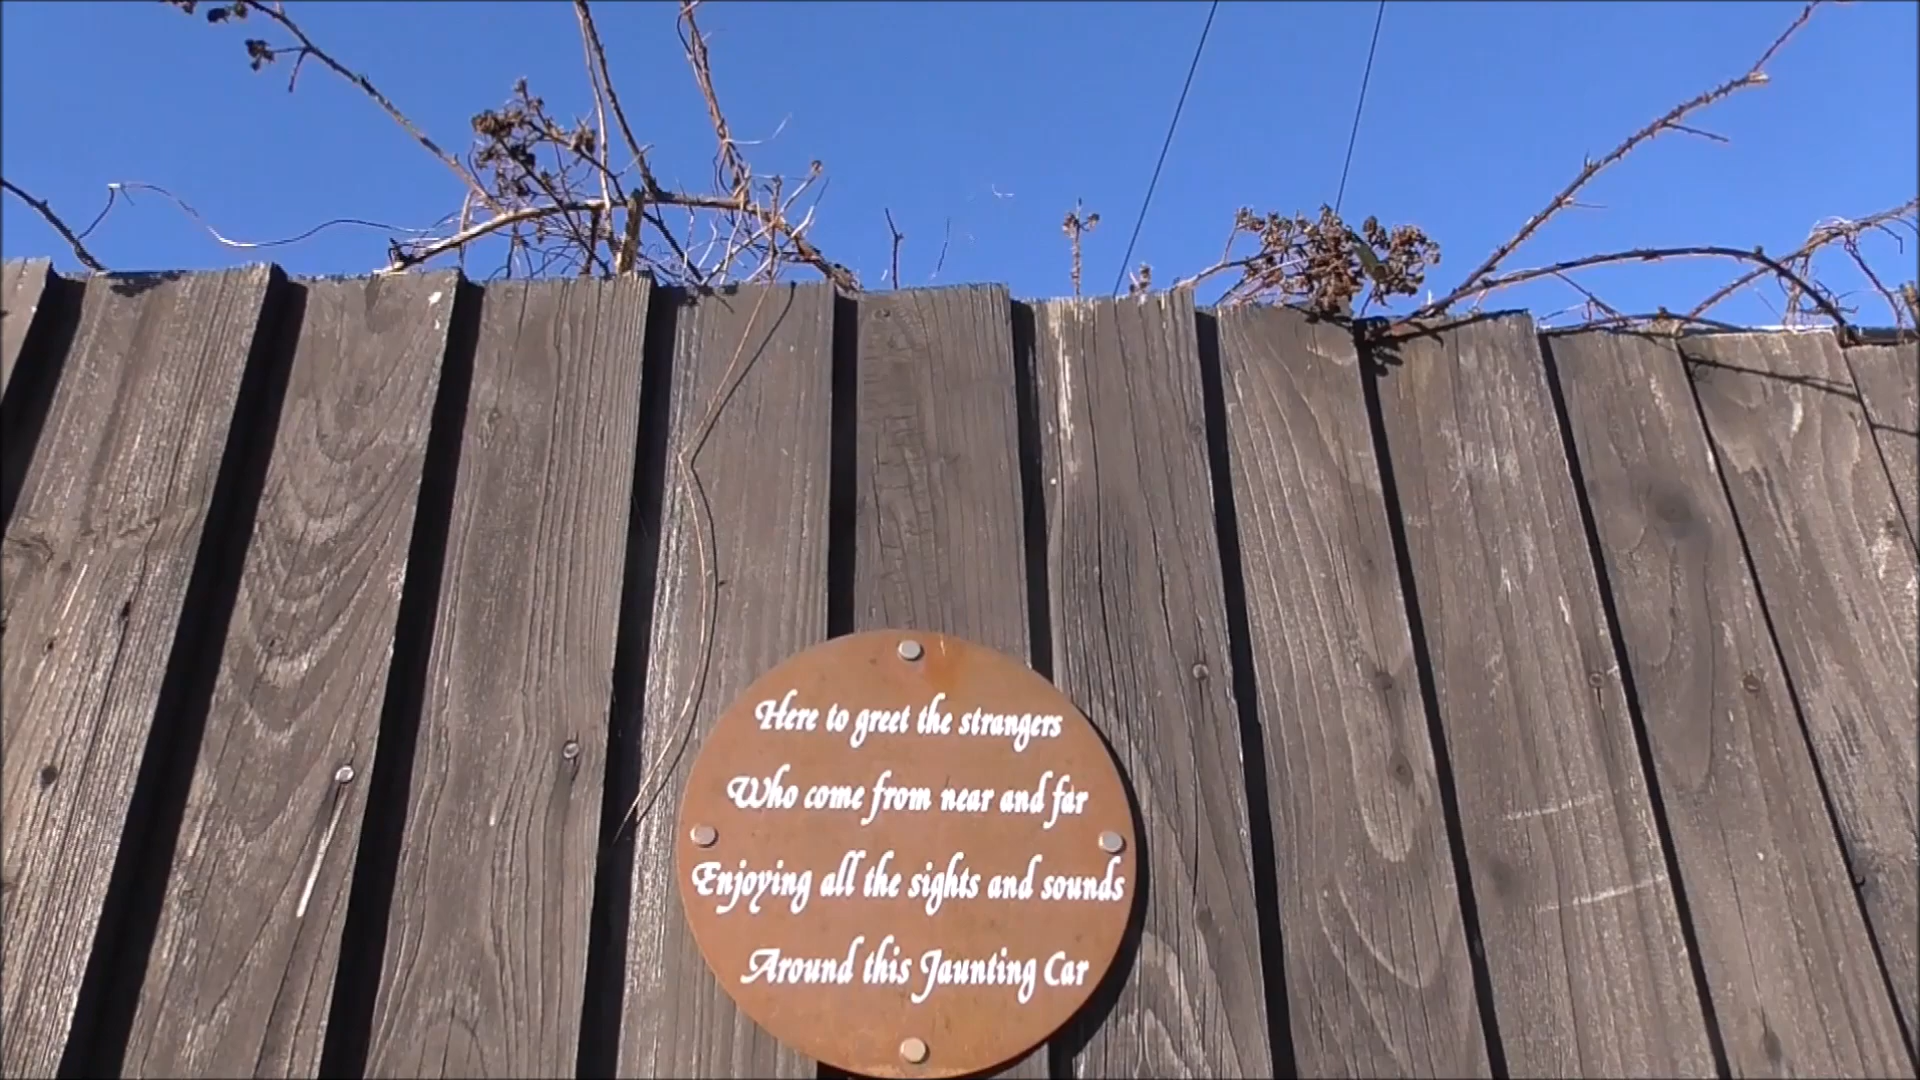 Here to greet the strangers
Who come from near and far
Enjoying all the sights and sounds
Around this Jaunting Car